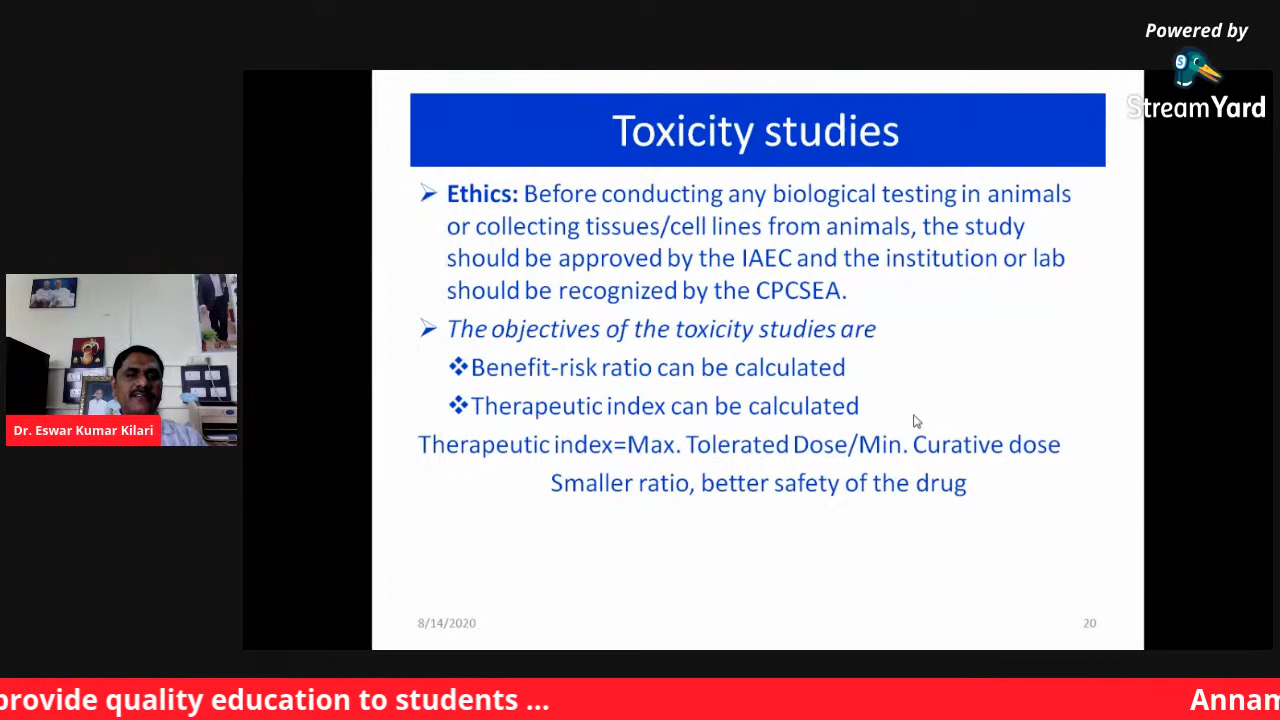 Powered by
StreamYard
Toxicity studies
➢ Ethics: Before conducting any biological testing in animals
or collecting tissues/cell lines from animals, the study
should be approved by the IAEC and the institution or lab
should be recognized by the CPCSEA.
➢ The objectives of the toxicity studies are
❖Benefit-risk ratio can be calculated
❖Therapeutic index can be calculated
Therapeutic index=Max. Tolerated Dose/Min. Curative dose
Smaller ratio, better safety of the drug
8/14/2020
20
Dr. Eswar Kumar Kilari
provide quality education to students ...
Annam